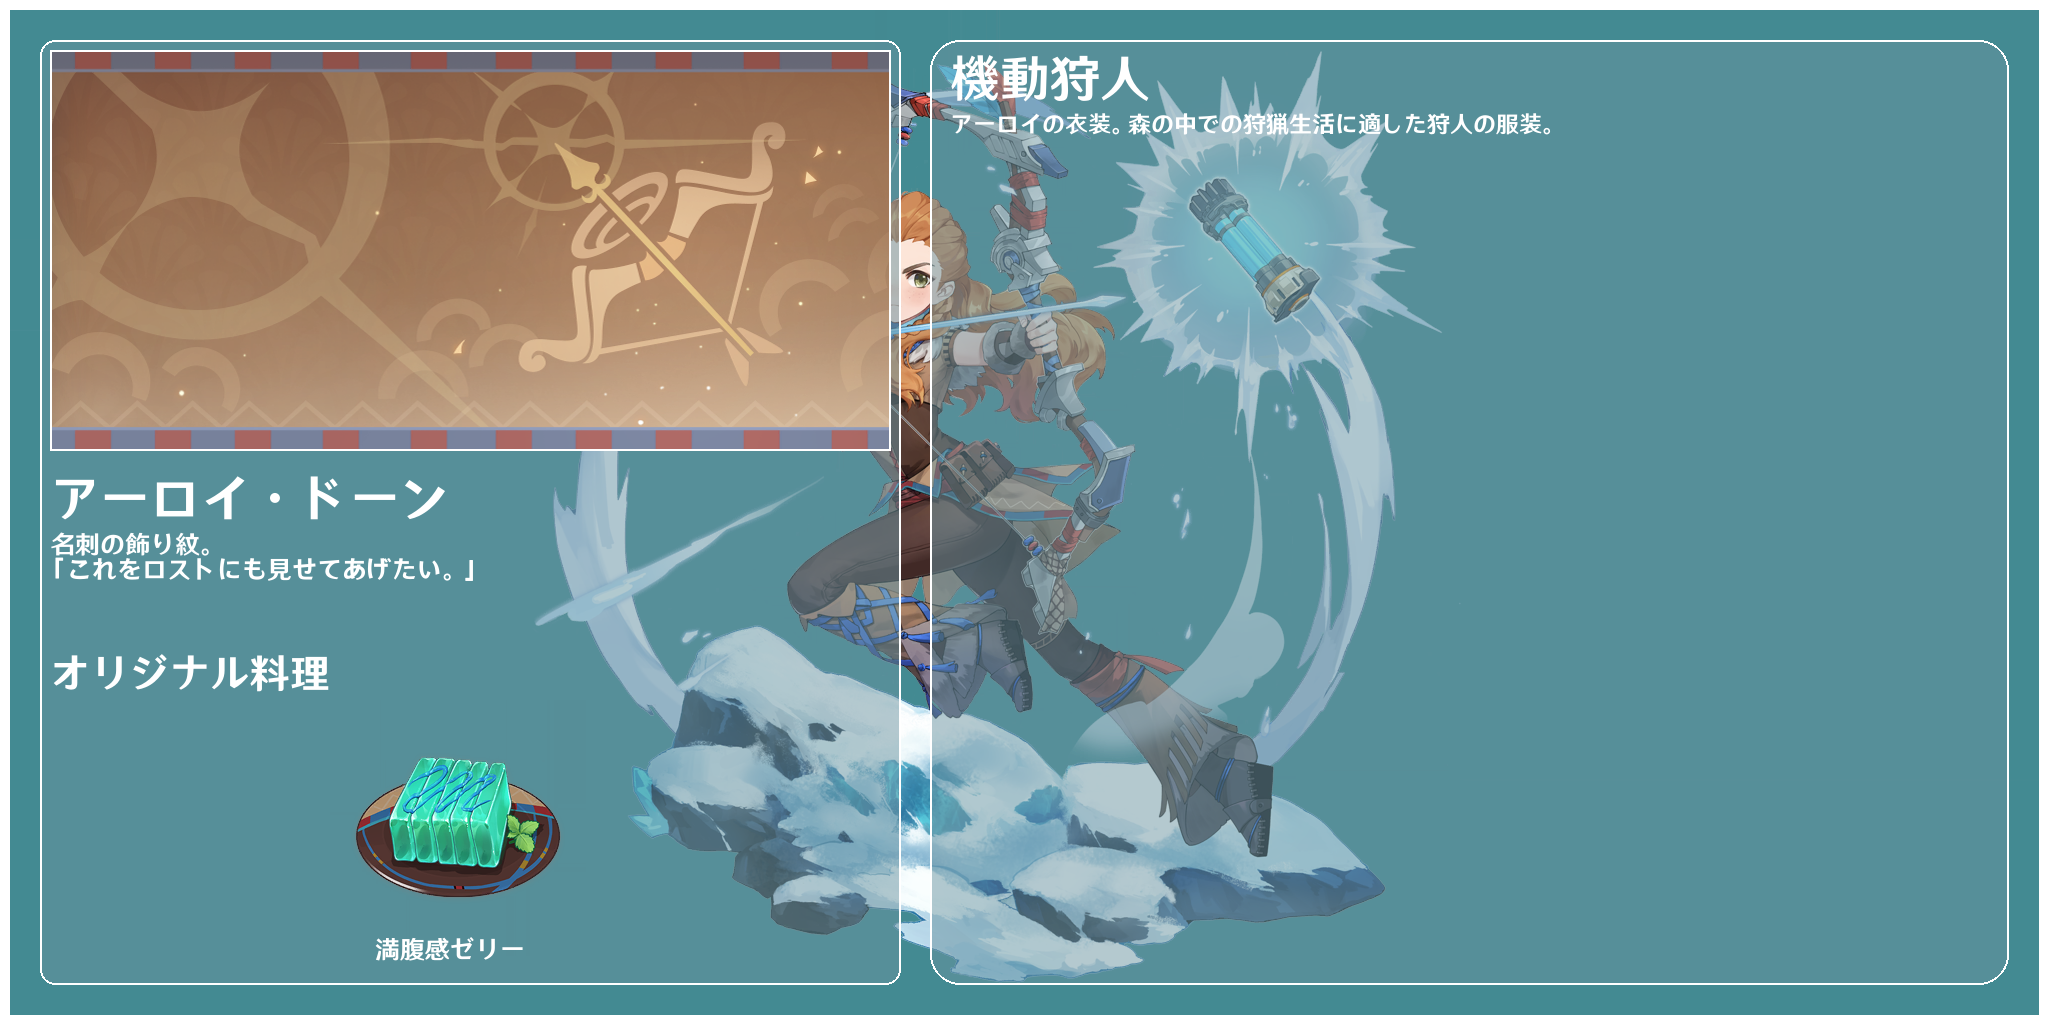 アーロイ・ドーン
名刺の飾り紋。
「これをロストにも見せてあげたい。」
オリジナル料理
満腹感ゼリー
機動狩人
アーロイの衣装。森の中での狩猟生活に適した狩人の服装。